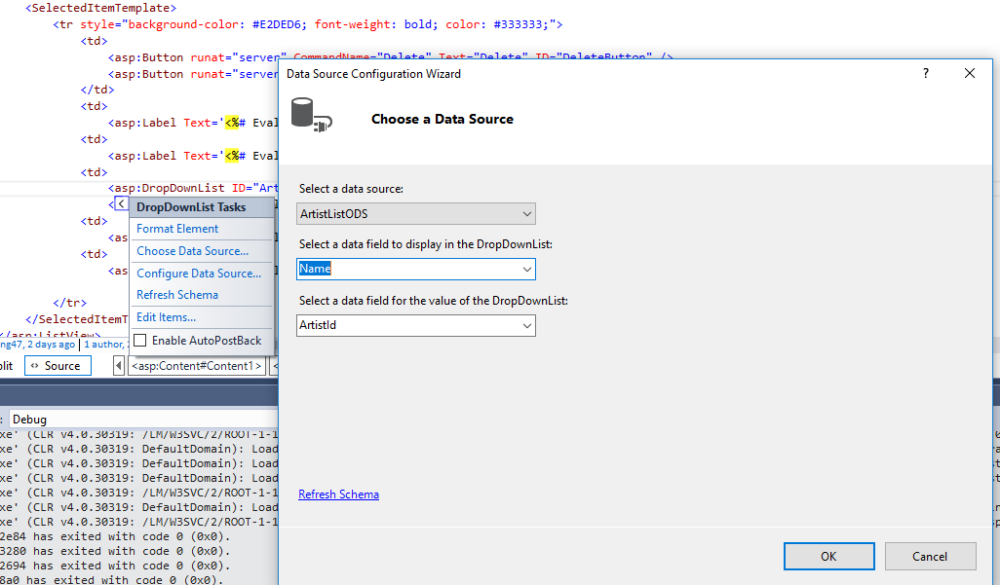 <SelectedItemTemplate>
<tr style="background-color: #E2DED6; font-weight: bold; color: #333333;">
<td>
<asp:Button runat="server" CommandName="Delete" Text="Delete" ID="DeleteButton" />
<asp:Button runat="server
</td>
<td>
<asp:Label Text='<%# Eval
<td>
<asp:Label Text='<%# Eval
<td>
<asp:DropDownList ID="Art
<
<td>
<as
<td>
<as
</tr>
</SelectedItemT
</asp:ListView>
ng47, 2 days ago | 1 author, 
plit
Source
<asp:Content#Content1>
<
DropDownList Tasks
Format Element
Choose Data Source...
Configure Data Source...
Refresh Schema
Edit Items...
Enable AutoPostBack
Data Source Configuration Wizard
?
Choose a Data Source
Select a data source:
ArtistListODS
Select a data field to display in the DropDownList:
Name
Select a data field for the value of the DropDownList:
ArtistId
Refresh Schema
OK
Cancel
: Debug
xe' (CLR v4.0.30319: /LM/W3SVC/2/ROOT-1-1
xe' (CLR v4.0.30319: DefaultDomain): Load
xe' (CLR v4.0.30319: DefaultDomain): Load
xe' (CLR v4.0.30319: DefaultDomain): Load
xe' (CLR v4.0.30319: /LM/W3SVC/2/ROOT-1-1
xe' (CLR v4.0.30319: DefaultDomain): Load
xe' (CLR v4.0.30319: /LM/W3SVC/2/ROOT-1-1
2e84 has exited with code 0 (0x0).
3280 has exited with code 0 (0x0).
2694 has exited with code 0 (0x0).
8a0 has exited with code 0 (0x0).